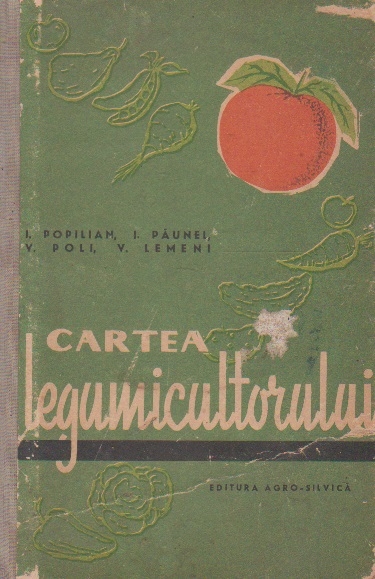 I. POPILIAN, I. PĂUNEI,
V. POLI, V. LEMENI
CARTEA
legumicultorului
EDITURA AGRO-SILVICĂ